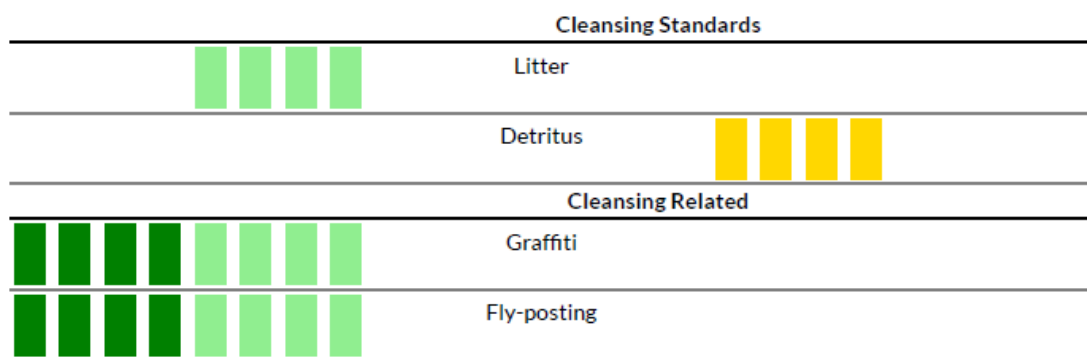 Cleansing Standards
Litter
Detritus
Cleansing Related
Graffiti
Fly-posting